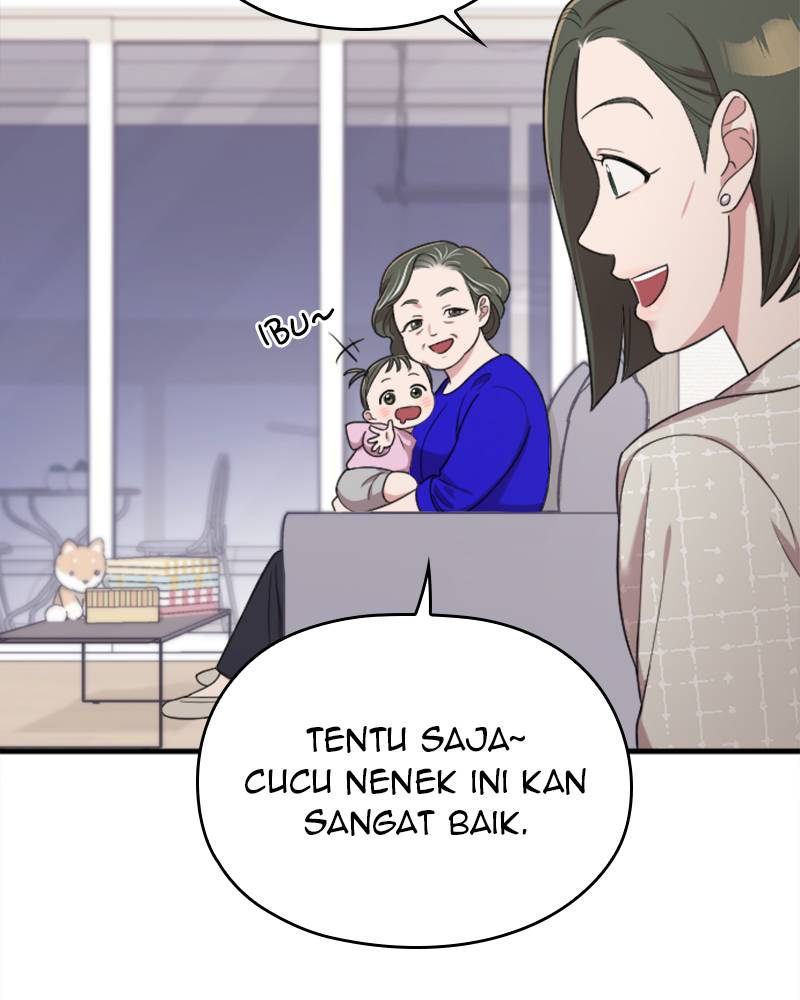 IBU~
TENTU SAJA~
CUCU NENEK INI KAN
SANGAT BAIK.